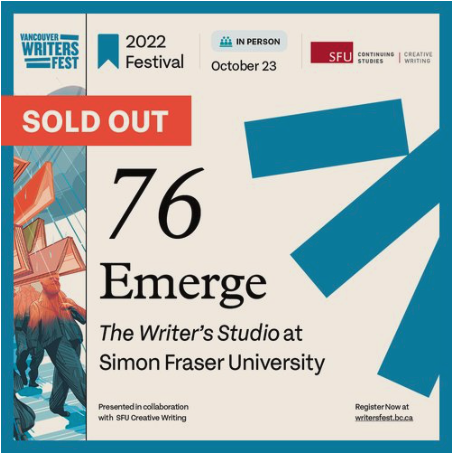 VANCOUVER
WRITERS
FEST
2022
Festival
IN PERSON
October 23
SFU
CONTINUING
STUDIES
CREATIVE
WRITING
SOLD OUT
76
Emerge
The Writer's Studio at
Simon Fraser University
Presented in collaboration
with SFU Creative Writing
Register Now at
writersfest.bc.ca